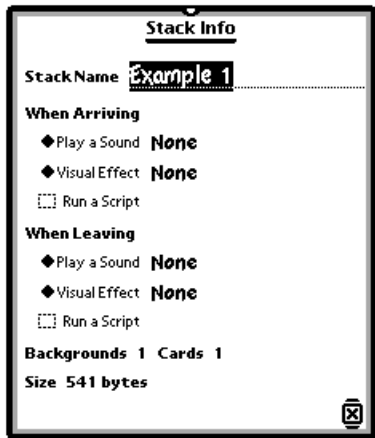 Stack Info
Stack Name Example 1
When Arriving
Play a Sound None
Visual Effect None
Run a Script
When Leaving
Play a Sound None
Visual Effect None
Run a Script
Backgrounds 1 Cards 1
Size 541 bytes